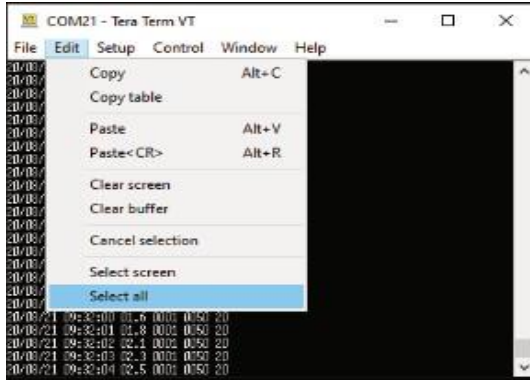 COM21 - Tera Term VT
File Edit Setup Control Window Help
Copy Alt+C
Copy table
Paste Alt+V
Paste<CR> Alt+R
Clear screen
Clear buffer
Cancel selection
Select screen
Select all
20/08/21 09:32:00 01.6 0001 0050 20
20/08/21 09:32:01 01.8 0001 0050 20
20/08/21 09:32:02 02.1 0001 0050 20
20/08/21 09:32:03 02.3 0001 0050 20
20/08/21 09:32:04 02.5 0001 0050 20